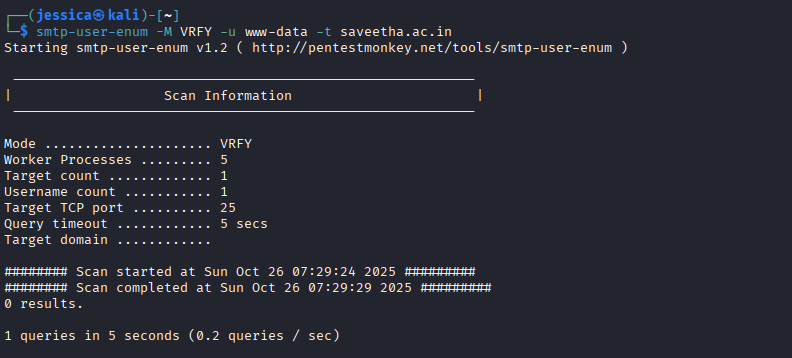 ┌──(jessica㉿kali)-[~]
└─$ smtp-user-enum -M VRFY -u www-data -t saveetha.ac.in
Starting smtp-user-enum v1.2 ( http://pentestmonkey.net/tools/smtp-user-enum )
 ----------------------------------------------------------
|                   Scan Information                       |
 ----------------------------------------------------------
Mode ..................... VRFY
Worker Processes ......... 5
Target count ............. 1
Username count ........... 1
Target TCP port .......... 25
Query timeout ............ 5 secs
Target domain ............
######## Scan started at Sun Oct 26 07:29:24 2025 #########
######## Scan completed at Sun Oct 26 07:29:29 2025 #########
0 results.
1 queries in 5 seconds (0.2 queries / sec)